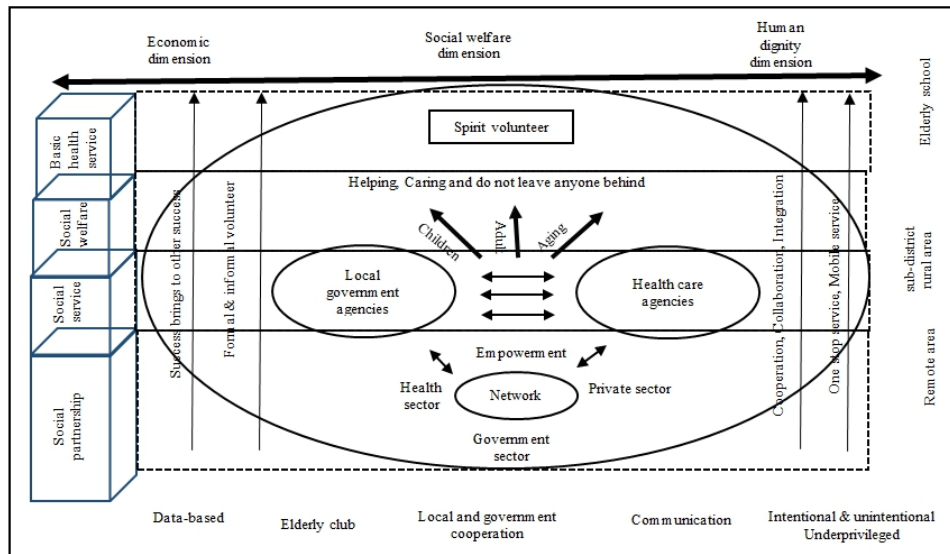 Economic
dimension
Social welfare
dimension
Human
dignity
dimension
Elderly school
Basic health
service
Spirit volunteer
Helping, Caring and do not leave anyone behind
Social
welfare
Children
Adult
Aging
Success brings to other success
Formal & informal volunteer
Cooperation, Collaboration, Integration
One stop service, Mobile service
sub-district
rural area
Social
service
Local
government
agencies
Health care
agencies
Empowerment
Health
sector
Network
Private sector
Government
sector
Remote area
Social
partnership
Data-based
Elderly club
Local and government
cooperation
Communication
Intentional & unintentional
Underprivileged